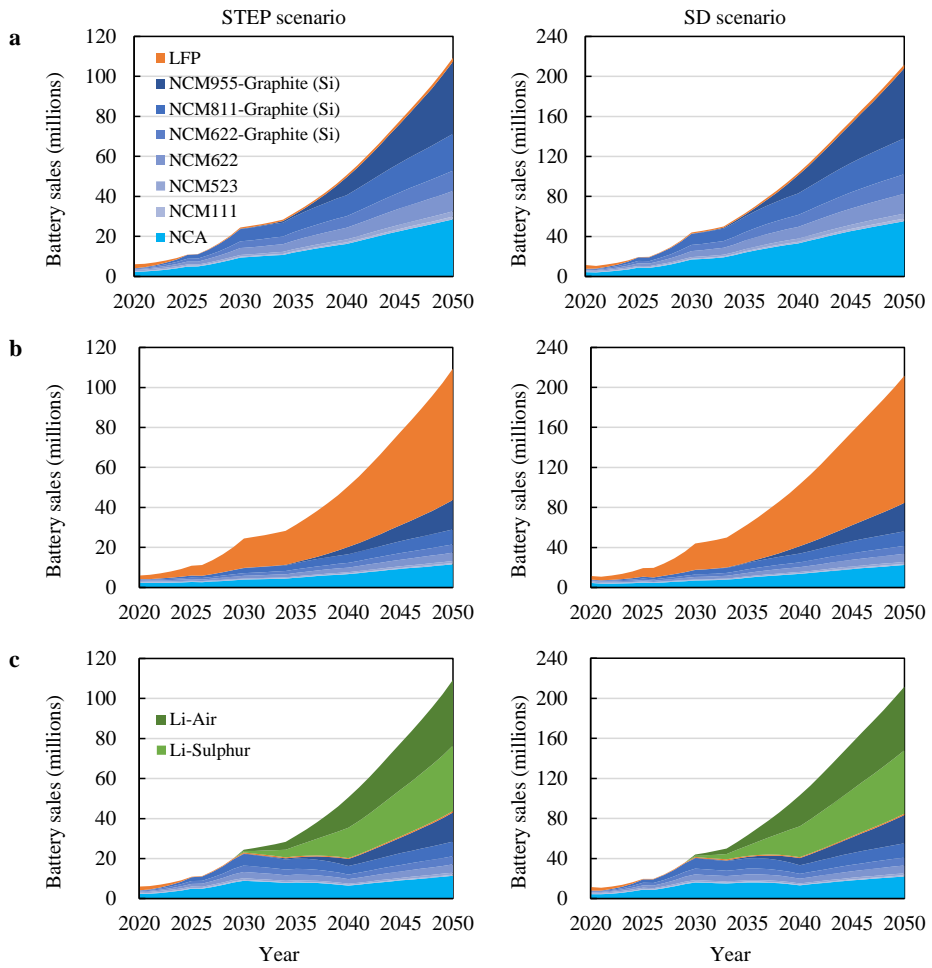 STEP scenario
SD scenario
a
Battery sales (millions)
120
100
80
60
40
20
0
LFP
NCM955-Graphite (Si)
NCM811-Graphite (Si)
NCM622-Graphite (Si)
NCM622
NCM523
NCM111
NCA
2020 2025 2030 2035 2040 2045 2050
Battery sales (millions)
240
200
160
120
80
40
0
2020 2025 2030 2035 2040 2045 2050
b
Battery sales (millions)
120
100
80
60
40
20
0
2020 2025 2030 2035 2040 2045 2050
Battery sales (millions)
240
200
160
120
80
40
0
2020 2025 2030 2035 2040 2045 2050
c
Battery sales (millions)
120
100
80
60
40
20
0
Li-Air
Li-Sulphur
2020 2025 2030 2035 2040 2045 2050
Year
Battery sales (millions)
240
200
160
120
80
40
0
2020 2025 2030 2035 2040 2045 2050
Year